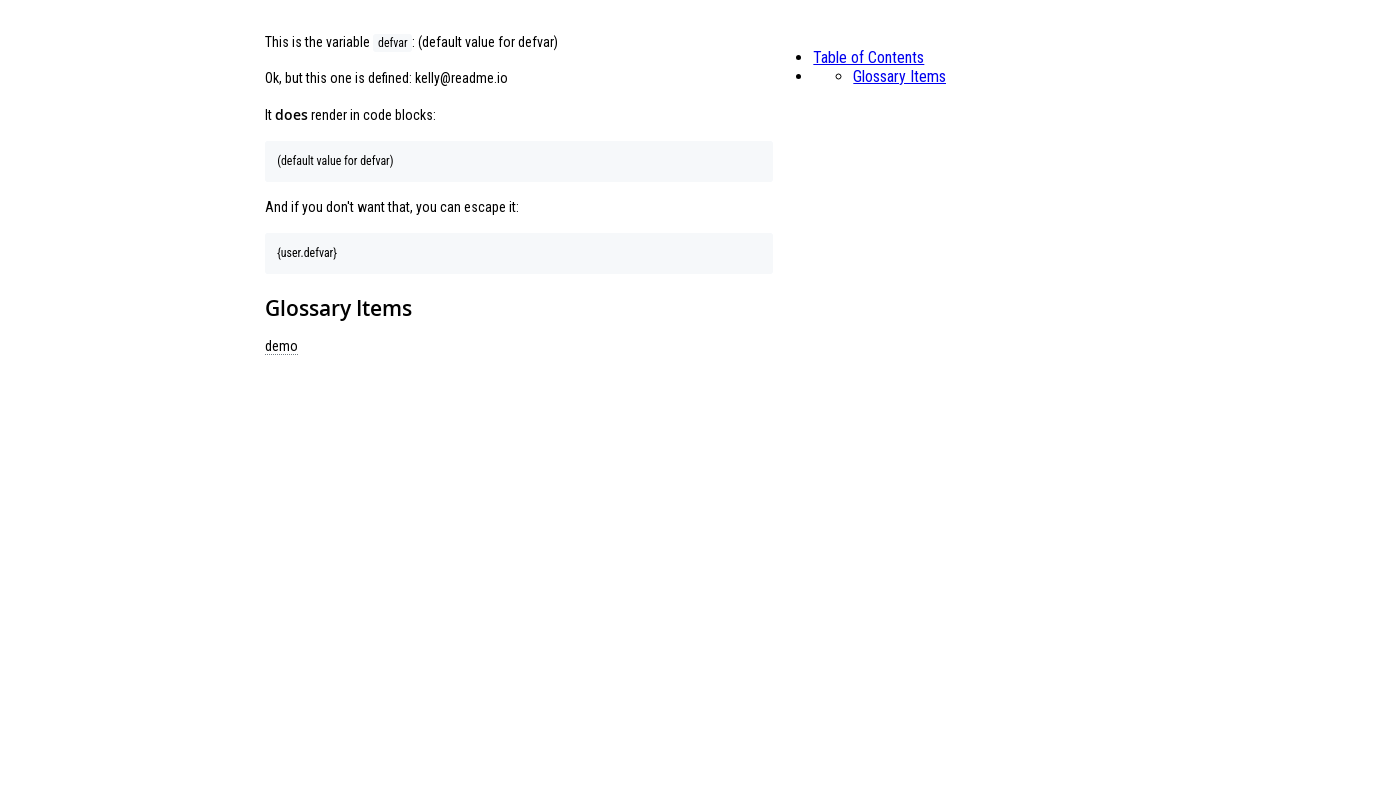 This is the variable defvar: (default value for defvar)
Ok, but this one is defined: kelly@readme.io
It does render in code blocks:
(default value for defvar)
And if you don't want that, you can escape it:
{user.defvar}
Glossary Items
demo
Table of Contents
Glossary Items